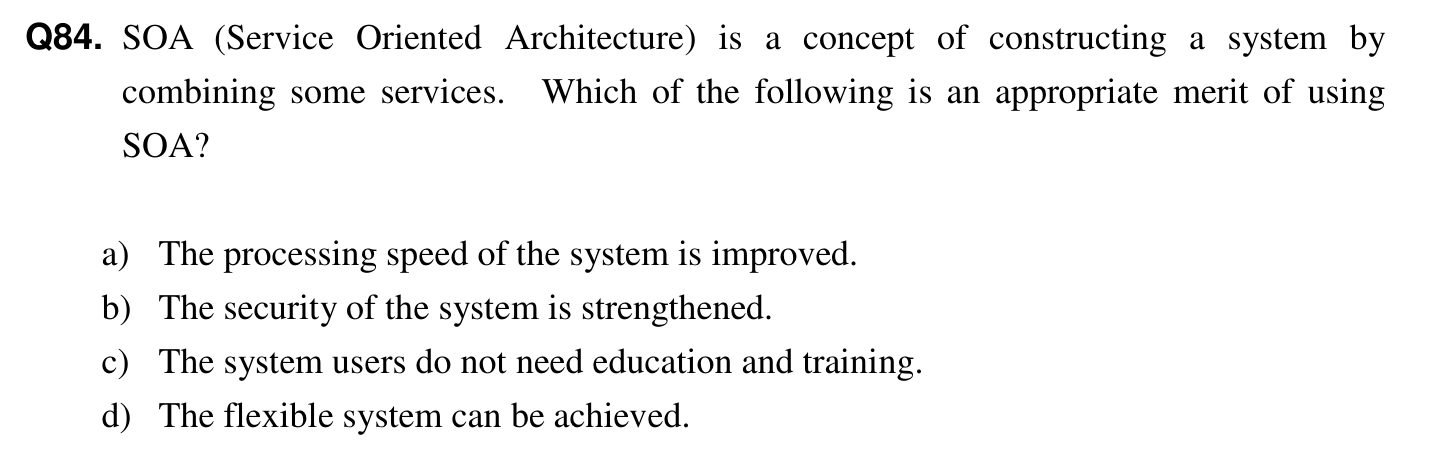 Q84. SOA (Service Oriented Architecture) is a concept of constructing a system by
combining some services. Which of the following is an appropriate merit of using
SOA?
a) The processing speed of the system is improved.
b) The security of the system is strengthened.
c) The system users do not need education and training.
d) The flexible system can be achieved.